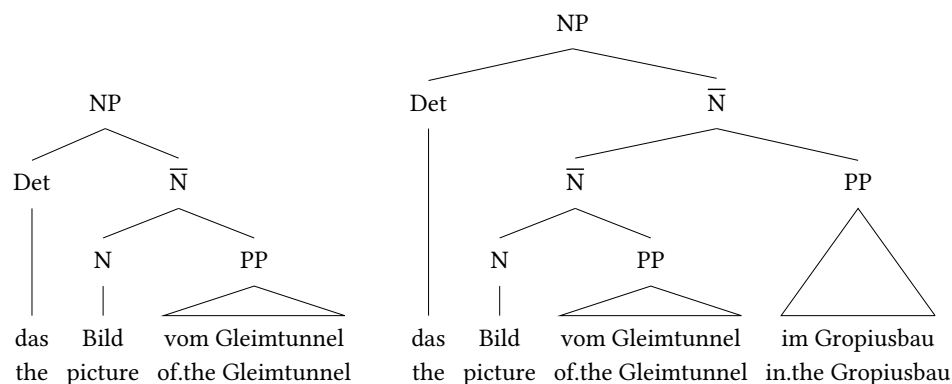 NP
NP
Det
N̅
Det
N̅
N̅
PP
N
PP
N
PP
das Bild vom Gleimtunnel
the picture of.the Gleimtunnel
das Bild vom Gleimtunnel im Gropiusbau
the picture of.the Gleimtunnel in.the Gropiusbau